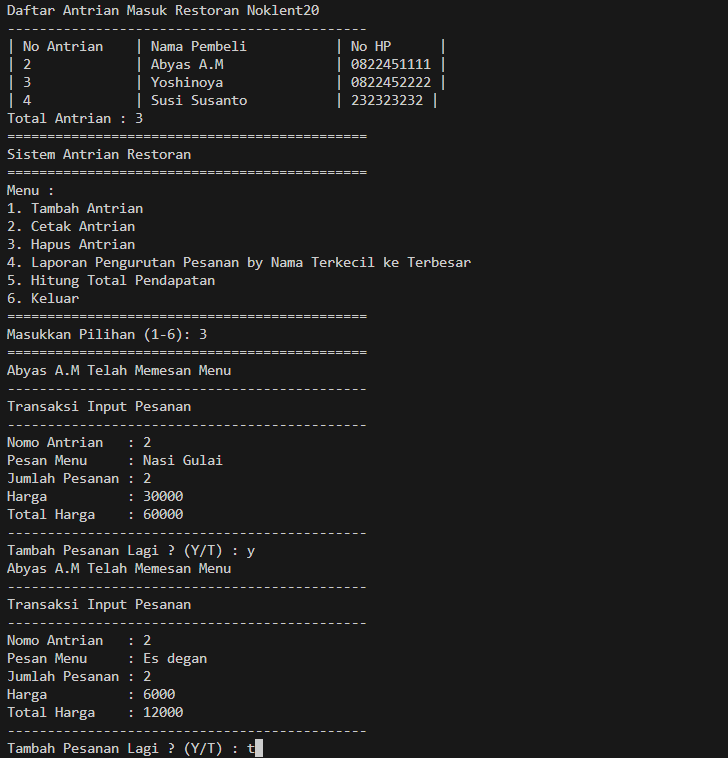 Daftar Antrian Masuk Restoran Noklent20
---------------------------------------------
| No Antrian    | Nama Pembeli           | No HP      |
| 2             | Abyas A.M              | 0822451111 |
| 3             | Yoshinoya              | 0822452222 |
| 4             | Susi Susanto           | 232323232 |
Total Antrian : 3
=============================================
Sistem Antrian Restoran
=============================================
Menu :
1. Tambah Antrian
2. Cetak Antrian
3. Hapus Antrian
4. Laporan Pengurutan Pesanan by Nama Terkecil ke Terbesar
5. Hitung Total Pendapatan
6. Keluar
=============================================
Masukkan Pilihan (1-6): 3
=============================================
Abyas A.M Telah Memesan Menu
---------------------------------------------
Transaksi Input Pesanan
---------------------------------------------
Nomo Antrian   : 2
Pesan Menu     : Nasi Gulai
Jumlah Pesanan : 2
Harga          : 30000
Total Harga    : 60000
---------------------------------------------
Tambah Pesanan Lagi ? (Y/T) : y
Abyas A.M Telah Memesan Menu
---------------------------------------------
Transaksi Input Pesanan
---------------------------------------------
Nomo Antrian   : 2
Pesan Menu     : Es degan
Jumlah Pesanan : 2
Harga          : 6000
Total Harga    : 12000
---------------------------------------------
Tambah Pesanan Lagi ? (Y/T) : t